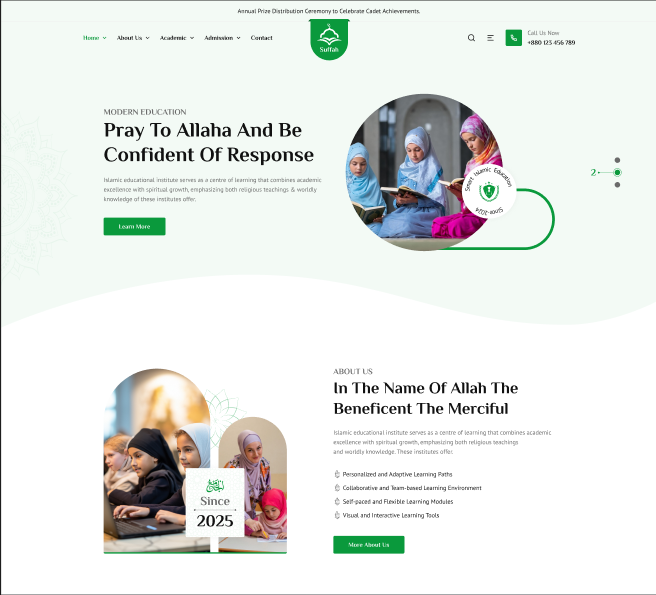 Annual Prize Distribution Ceremony to Celebrate Cadet Achievements.
Home
About Us
Academic
Admission
Contact
Suffah
Call Us Now
+880 123 456 789
MODERN EDUCATION
Pray To Allaha And Be
Confident Of Response
Islamic educational institute serves as a centre of learning that combines academic
excellence with spiritual growth, emphasizing both religious teachings & worldly
knowledge of these institutes offer.
Learn More
Smart Islamic Education
Since-2024
2
ABOUT US
In The Name Of Allah The
Beneficent The Merciful
Islamic educational institute serves as a centre of learning that combines academic
excellence with spiritual growth, emphasizing both religious teachings
and worldly knowledge. These institutes offer.
Personalized and Adaptive Learning Paths
Collaborative and Team-based Learning Environment
Self-paced and Flexible Learning Modules
Visual and Interactive Learning Tools
More About Us
Since
2025